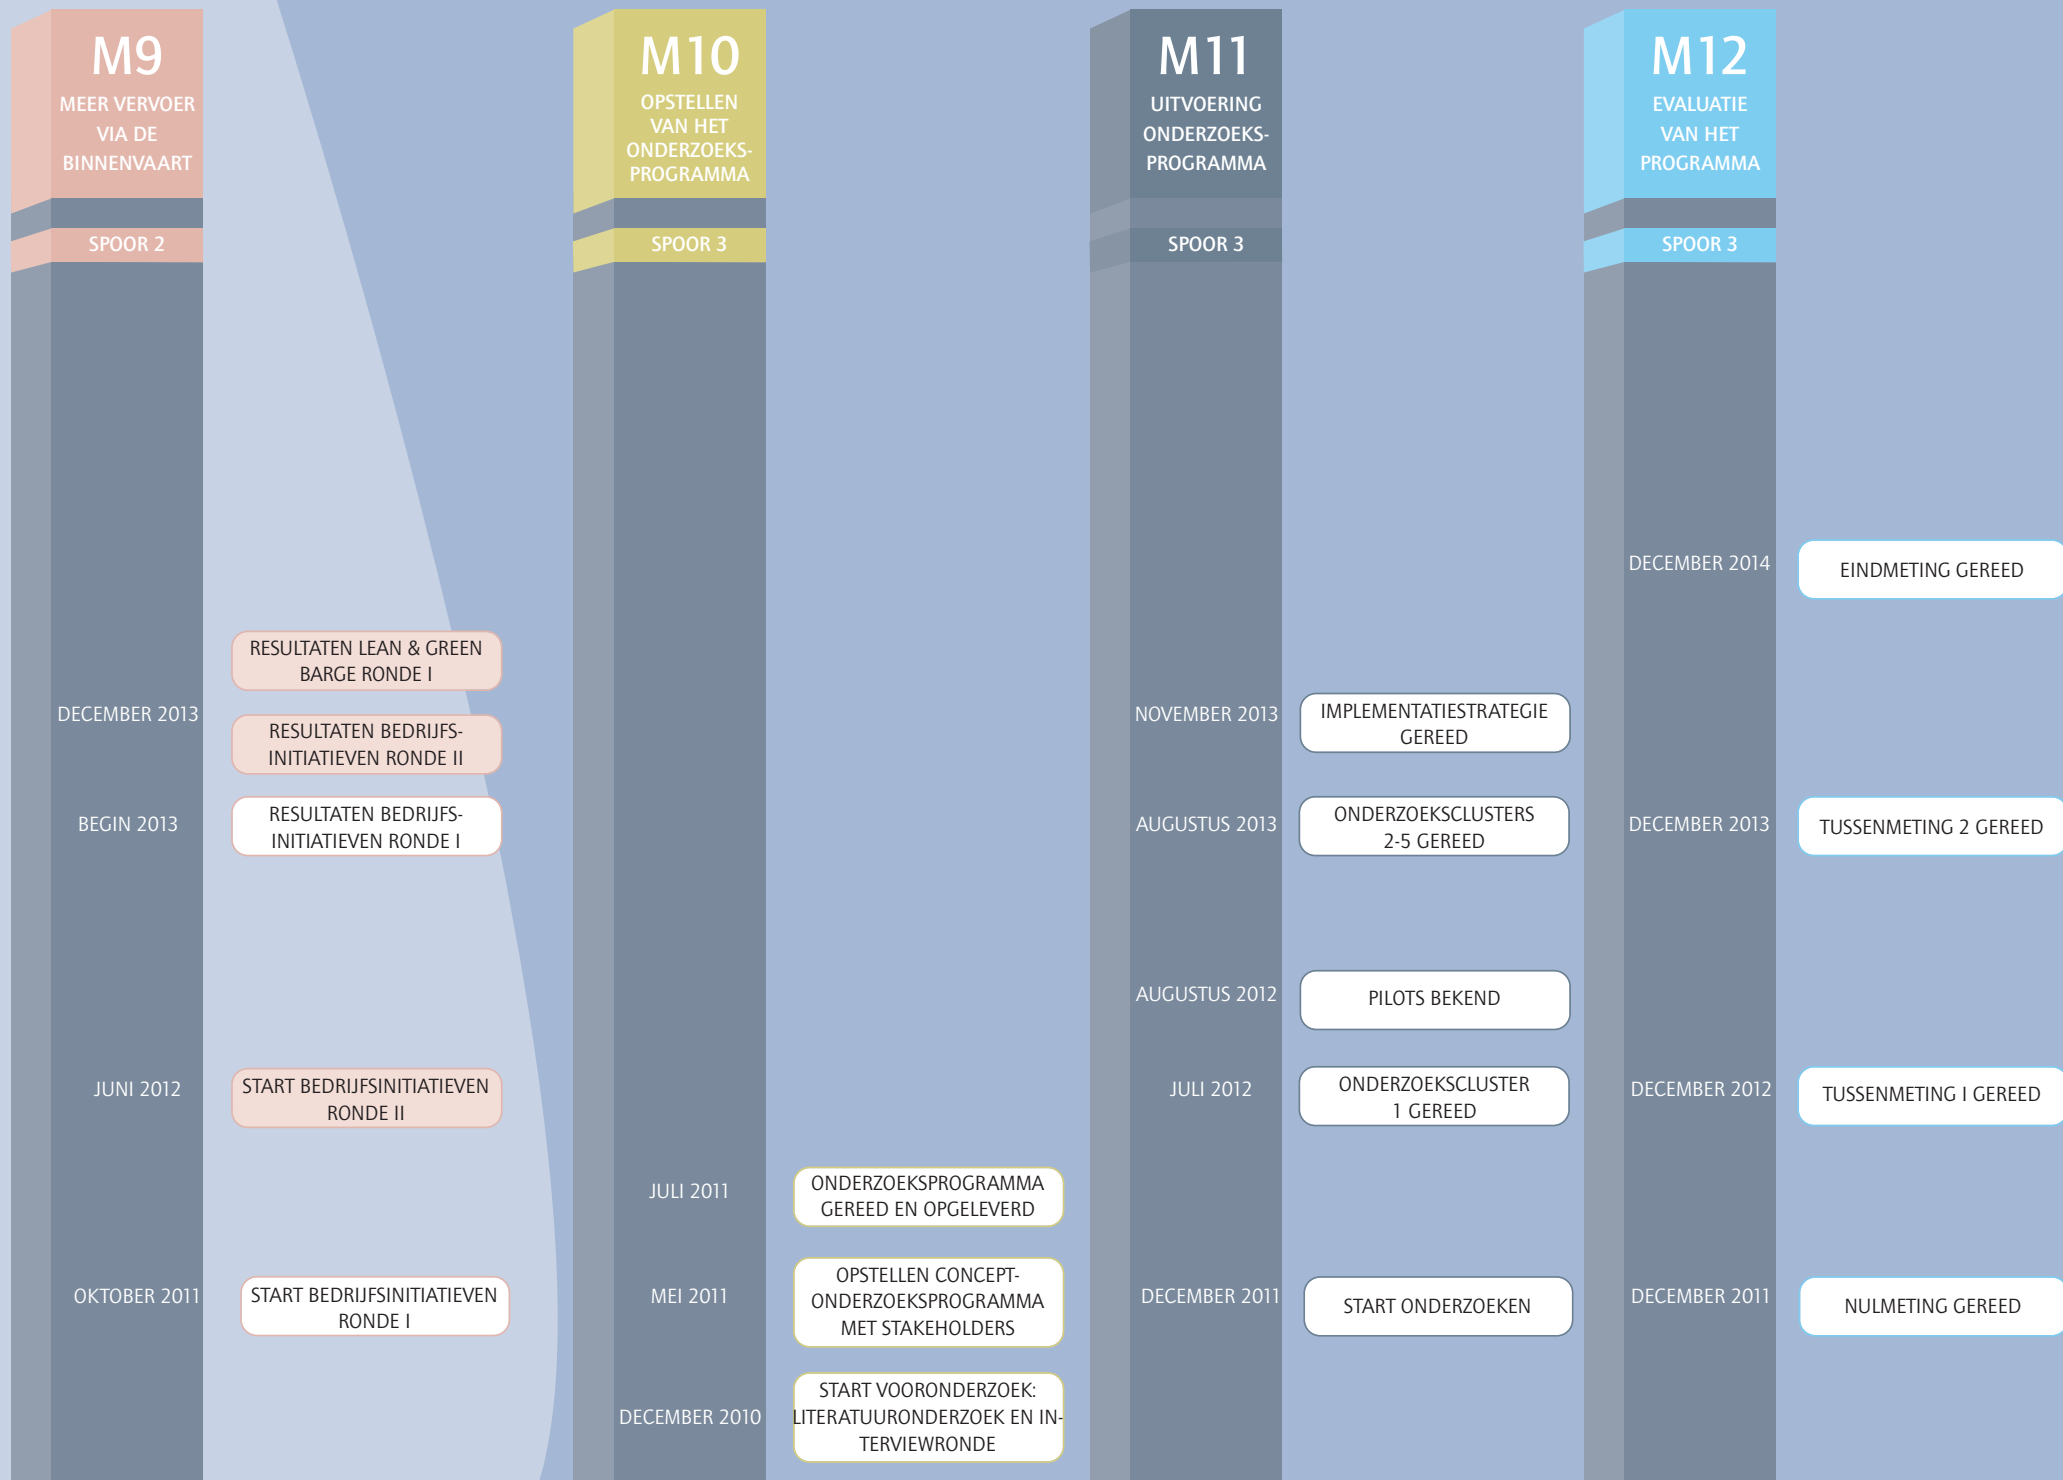 M9
MEER VERVOER
VIA DE
BINNENVAART
SPOOR 2
RESULTATEN LEAN & GREEN
BARGE RONDE I
DECEMBER 2013
RESULTATEN BEDRIJFS-
INITIATIEVEN RONDE II
BEGIN 2013
RESULTATEN BEDRIJFS-
INITIATIEVEN RONDE I
JUNI 2012
START BEDRIJFSINITIATIEVEN
RONDE II
OKTOBER 2011
START BEDRIJFSINITIATIEVEN
RONDE I
M10
OPSTELLEN
VAN HET
ONDERZOEKS-
PROGRAMMA
SPOOR 3
JULI 2011
ONDERZOEKSPROGRAMMA
GEREED EN OPGELEVERD
MEI 2011
OPSTELLEN CONCEPT-
ONDERZOEKSPROGRAMMA
MET STAKEHOLDERS
DECEMBER 2010
START VOORONDERZOEK:
LITERATUURONDERZOEK EN IN-
TERVIEWRONDE
M11
UITVOERING
ONDERZOEKS-
PROGRAMMA
SPOOR 3
NOVEMBER 2013
IMPLEMENTATIESTRATEGIE
GEREED
AUGUSTUS 2013
ONDERZOEKSCLUSTERS
2-5 GEREED
AUGUSTUS 2012
PILOTS BEKEND
JULI 2012
ONDERZOEKSCLUSTER
1 GEREED
DECEMBER 2011
START ONDERZOEKEN
M12
EVALUATIE
VAN HET
PROGRAMMA
SPOOR 3
DECEMBER 2014
EINDMETING GEREED
DECEMBER 2013
TUSSENMETING 2 GEREED
DECEMBER 2012
TUSSENMETING I GEREED
DECEMBER 2011
NULMETING GEREED